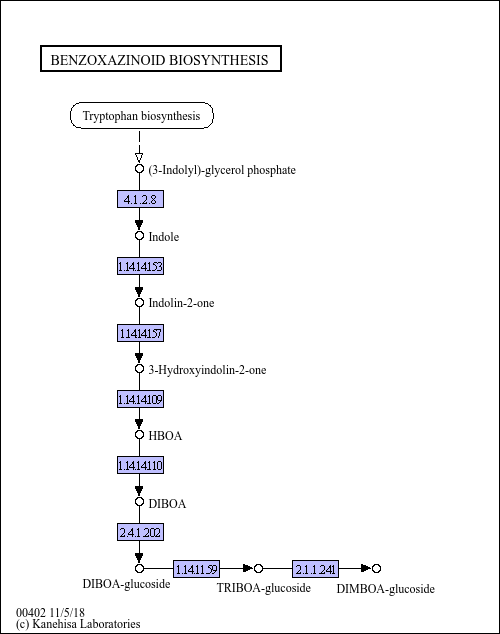 BENZOXAZINOID BIOSYNTHESIS
Tryptophan biosynthesis
(3-Indolyl)-glycerol phosphate
4.1.2.8
Indole
1.14.14.153
Indolin-2-one
1.14.14.157
3-Hydroxyindolin-2-one
1.14.14.109
HBOA
1.14.14.110
DIBOA
2.4.1.202
1.14.11.59
2.1.1.241
DIBOA-glucoside
TRIBOA-glucoside
DIMBOA-glucoside
00402 11/5/18
(c) Kanehisa Laboratories